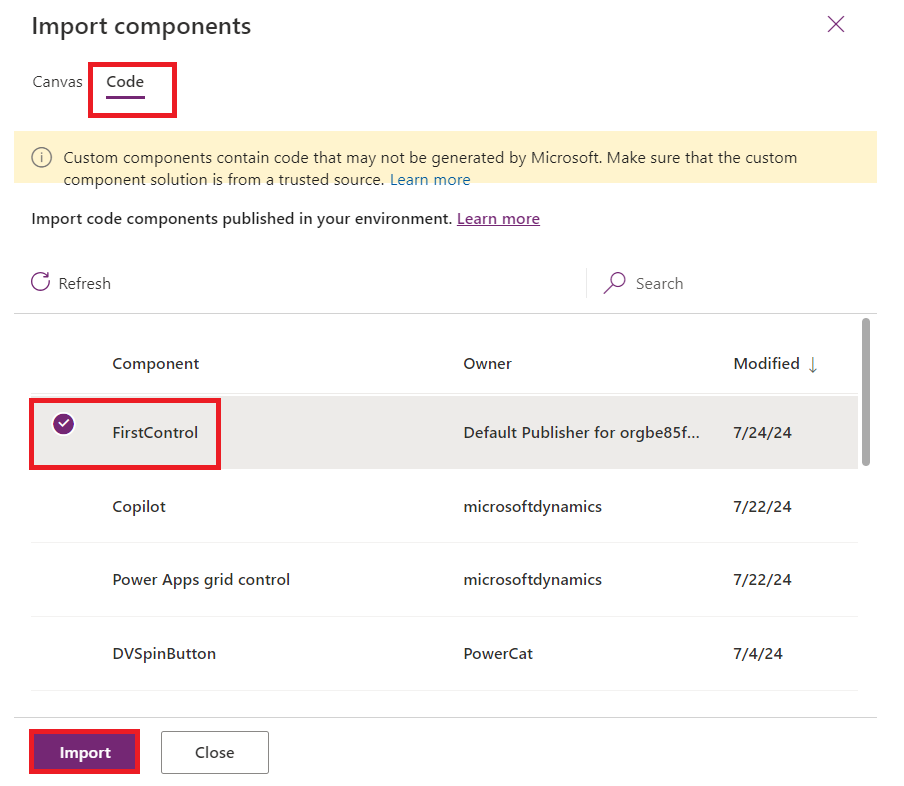 Import components
Canvas Code
Custom components contain code that may not be generated by Microsoft. Make sure that the custom
component solution is from a trusted source. Learn more
Import code components published in your environment. Learn more
Refresh Search
Component Owner Modified ↓
FirstControl Default Publisher for orgbe85f... 7/24/24
Copilot microsoftdynamics 7/22/24
Power Apps grid control microsoftdynamics 7/22/24
DVSpinButton PowerCat 7/4/24
Import Close